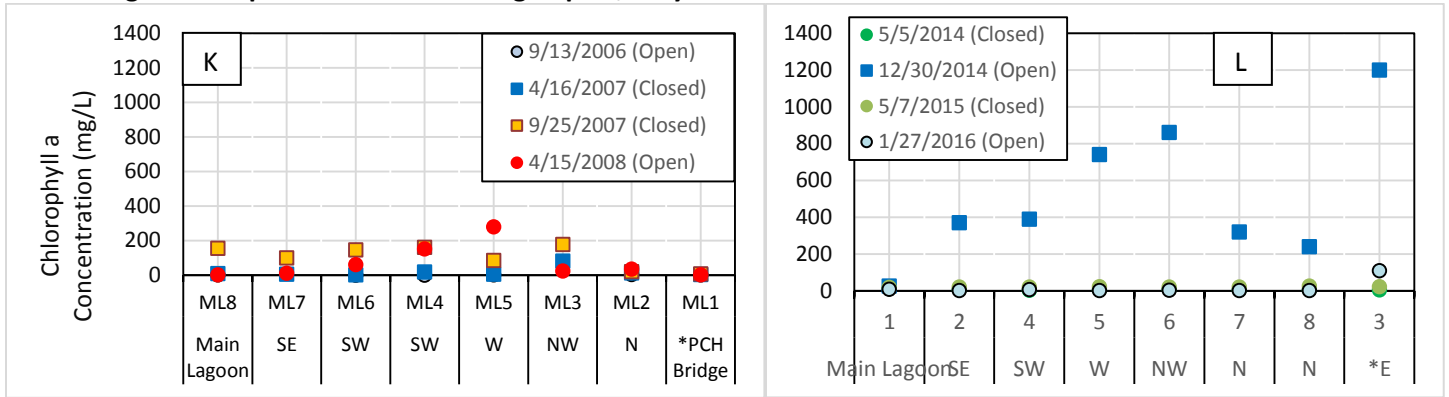 K
1400
1200
1000
800
600
400
200
0
Chlorophyll a
Concentration (mg/L)
9/13/2006 (Open)
4/16/2007 (Closed)
9/25/2007 (Closed)
4/15/2008 (Open)
ML8 ML7 ML6 ML4 ML5 ML3 ML2 ML1
Main SE SW SW W NW N *PCH
Lagoon Bridge
L
1400
1200
1000
800
600
400
200
0
5/5/2014 (Closed)
12/30/2014 (Open)
5/7/2015 (Closed)
1/27/2016 (Open)
1 2 4 5 6 7 8 3
Main Lagoon SE SW W NW N N *E